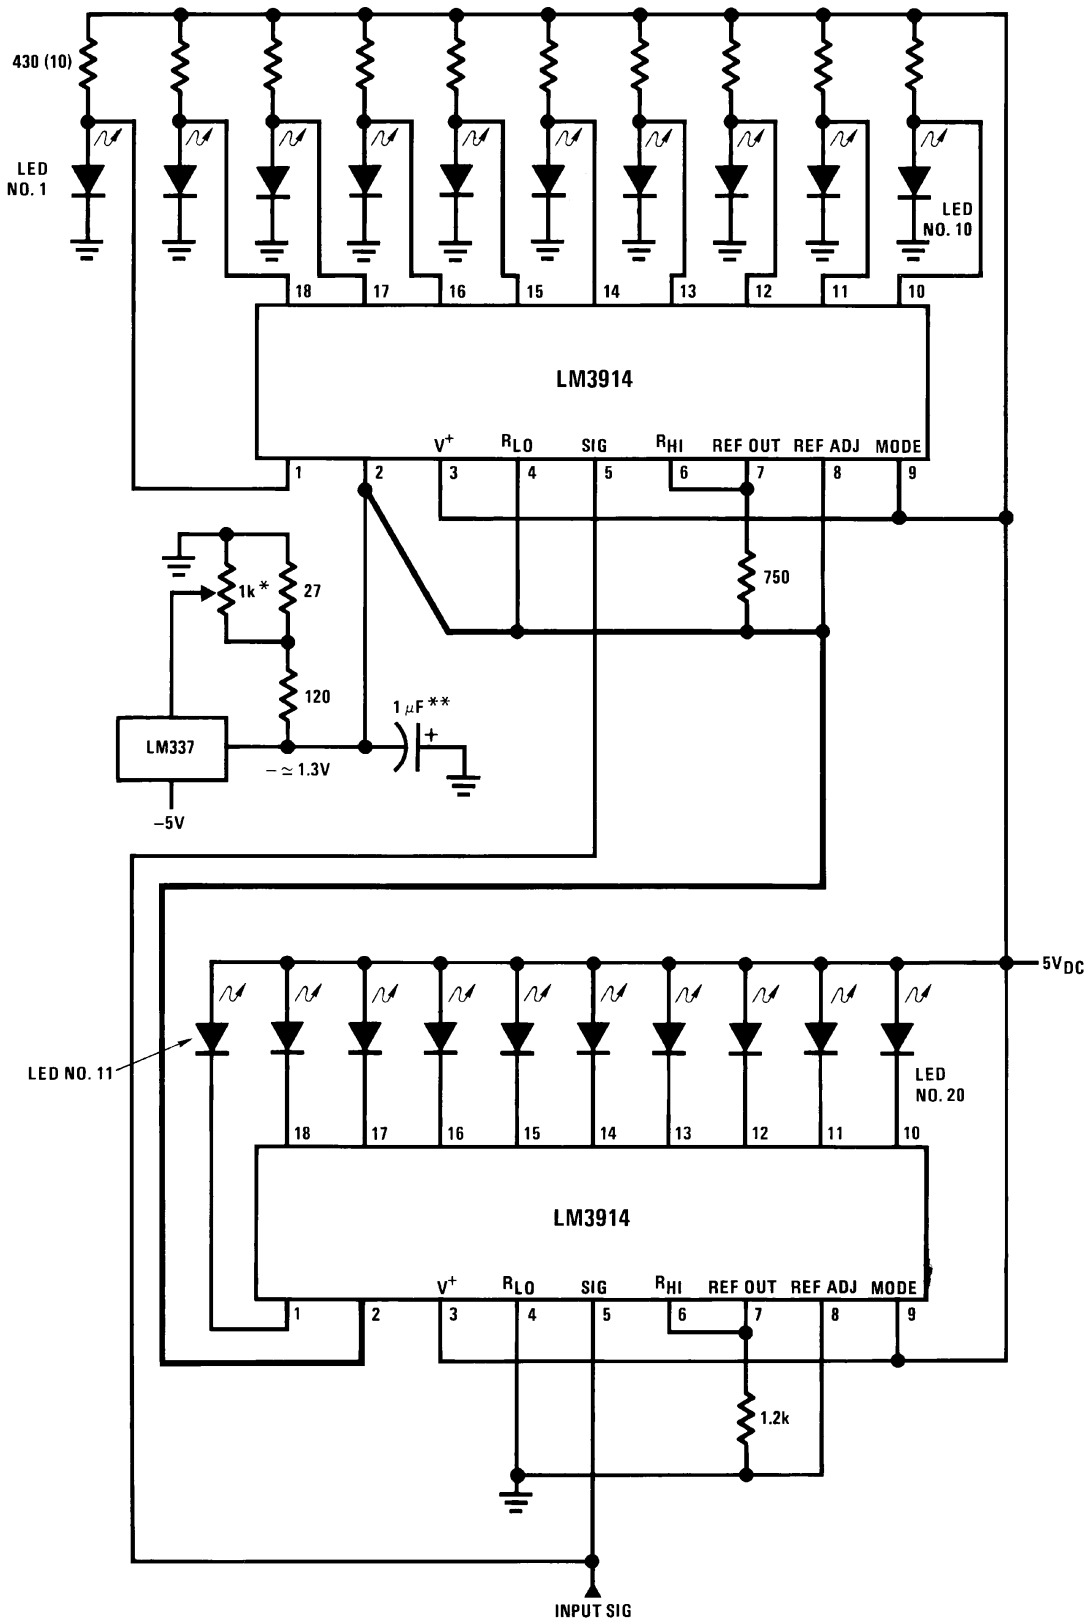 430 (10)
LED
NO. 1
LED
NO. 10
18 17 16 15 14 13 12 11 10
LM3914
V+ RLO SIG RHI REF OUT REF ADJ MODE
1 2 3 4 5 6 7 8 9
1k* 27
750
120
1 µF**
+
LM337
− ≃ 1.3V
−5V
5VDC
LED NO. 11
LED
NO. 20
18 17 16 15 14 13 12 11 10
LM3914
V+ RLO SIG RHI REF OUT REF ADJ MODE
1 2 3 4 5 6 7 8 9
1.2k
INPUT SIG